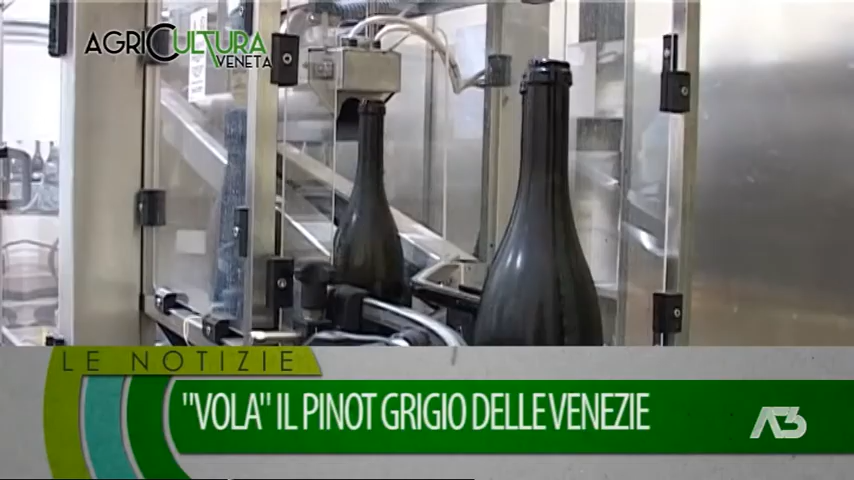 AGRICULTURA
VENETA
LE NOTIZIE
"VOLA" IL PINOT GRIGIO DELLE VENEZIE
A3